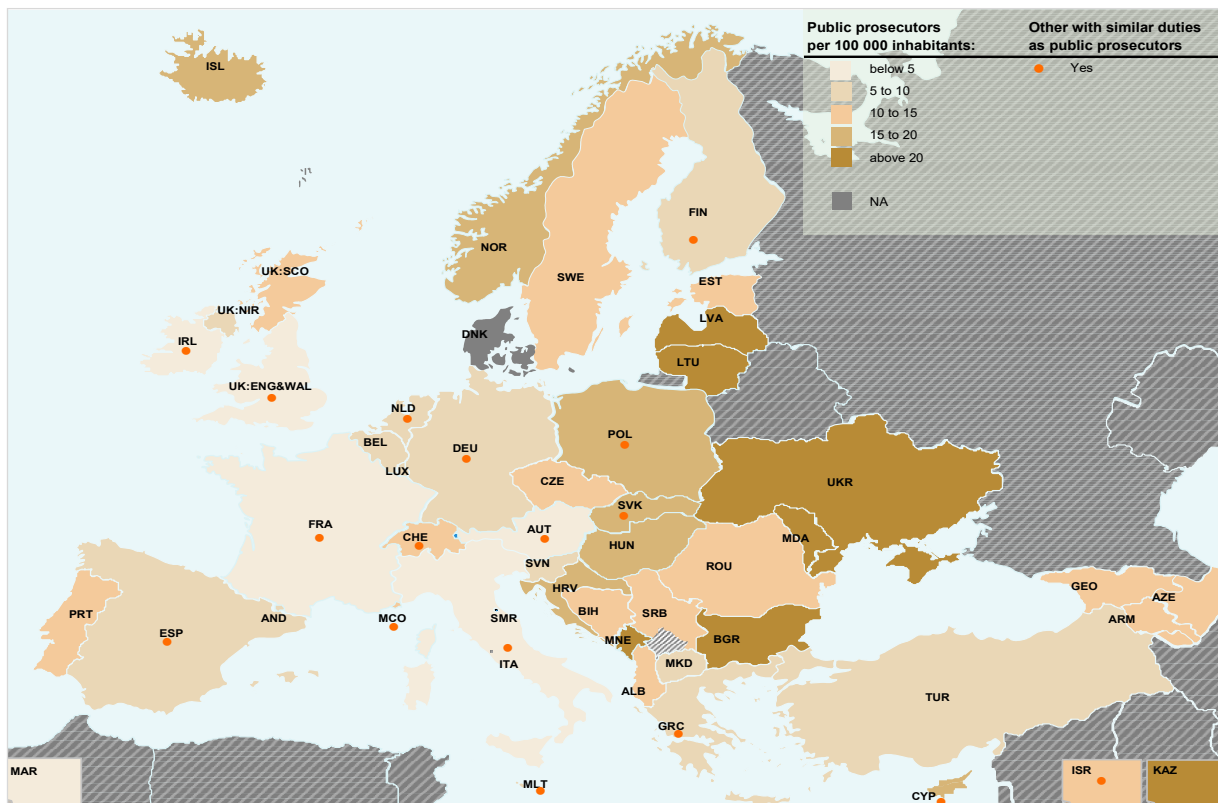 Public prosecutors
per 100 000 inhabitants:
Other with similar duties
as public prosecutors
below 5
Yes
5 to 10
10 to 15
15 to 20
above 20
NA
ISL
FIN
NOR
UK:SCO
SWE
EST
UK:NIR
LVA
DNK
IRL
LTU
UK:ENG&WAL
NLD
POL
BEL
DEU
LUX
CZE
UKR
SVK
FRA
AUT
CHE
MDA
HUN
SVN
ROU
HRV
GEO
AZE
PRT
BIH
SRB
AND
MCO
SMR
ARM
ESP
MNE
BGR
ITA
MKD
ALB
TUR
GRC
MAR
ISR
KAZ
MLT
CYP